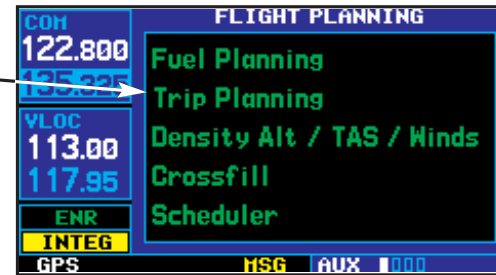 COM
122.800
135.325
VLOC
113.00
117.95
ENR
INTEG
GPS
FLIGHT PLANNING
Fuel Planning
Trip Planning
Density Alt / TAS / Winds
Crossfill
Scheduler
MSG
AUX